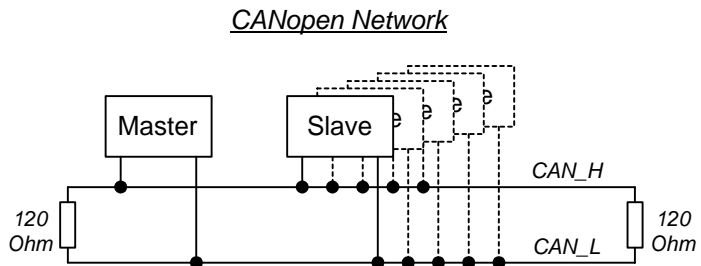 CANopen Network
Master
Slave
e
e
e
e
CAN_H
120
Ohm
120
Ohm
CAN_L